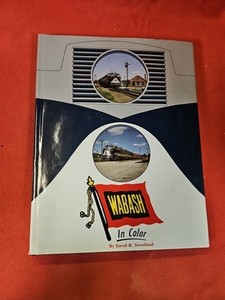 WABASH
In Color
By David R. Sweetland